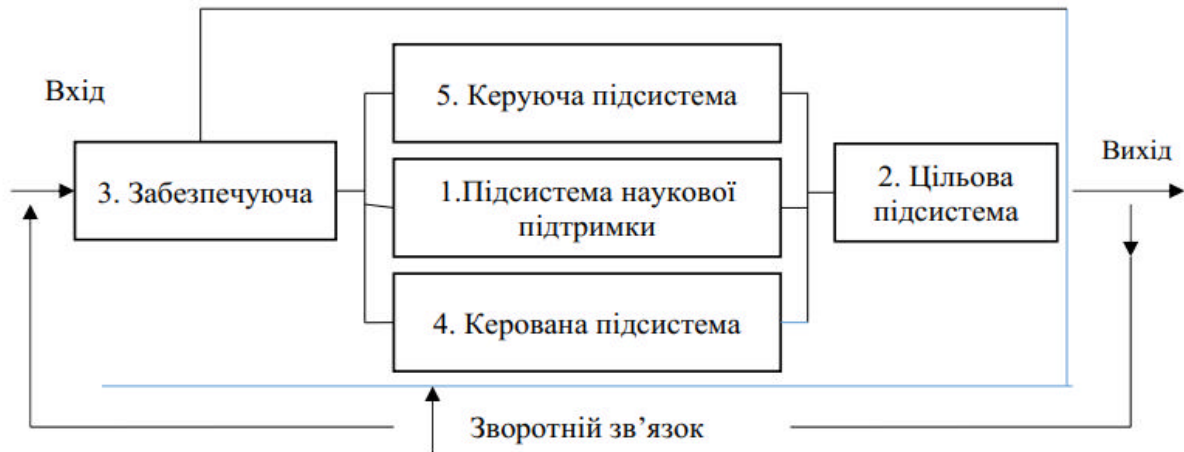 Вхід
5. Керуюча підсистема
3. Забезпечуюча
1.Підсистема наукової
підтримки
2. Цільова
підсистема
Вихід
4. Керована підсистема
Зворотній зв’язок